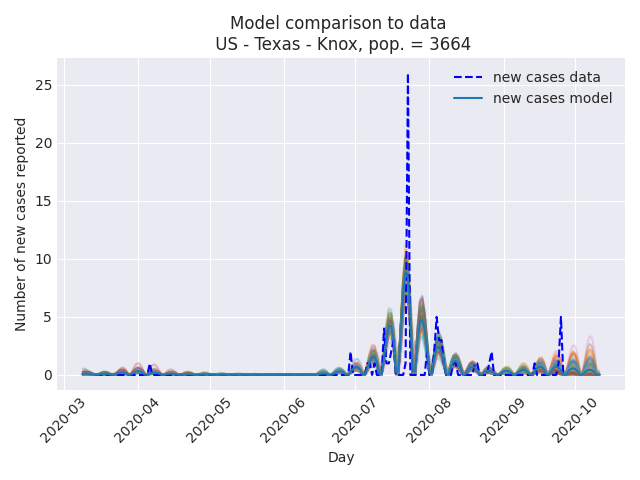 Model comparison to data
US - Texas - Knox, pop. = 3664
new cases data
new cases model
Number of new cases reported
25
20
15
10
5
0
2020-03
2020-04
2020-05
2020-06
2020-07
2020-08
2020-09
2020-10
Day